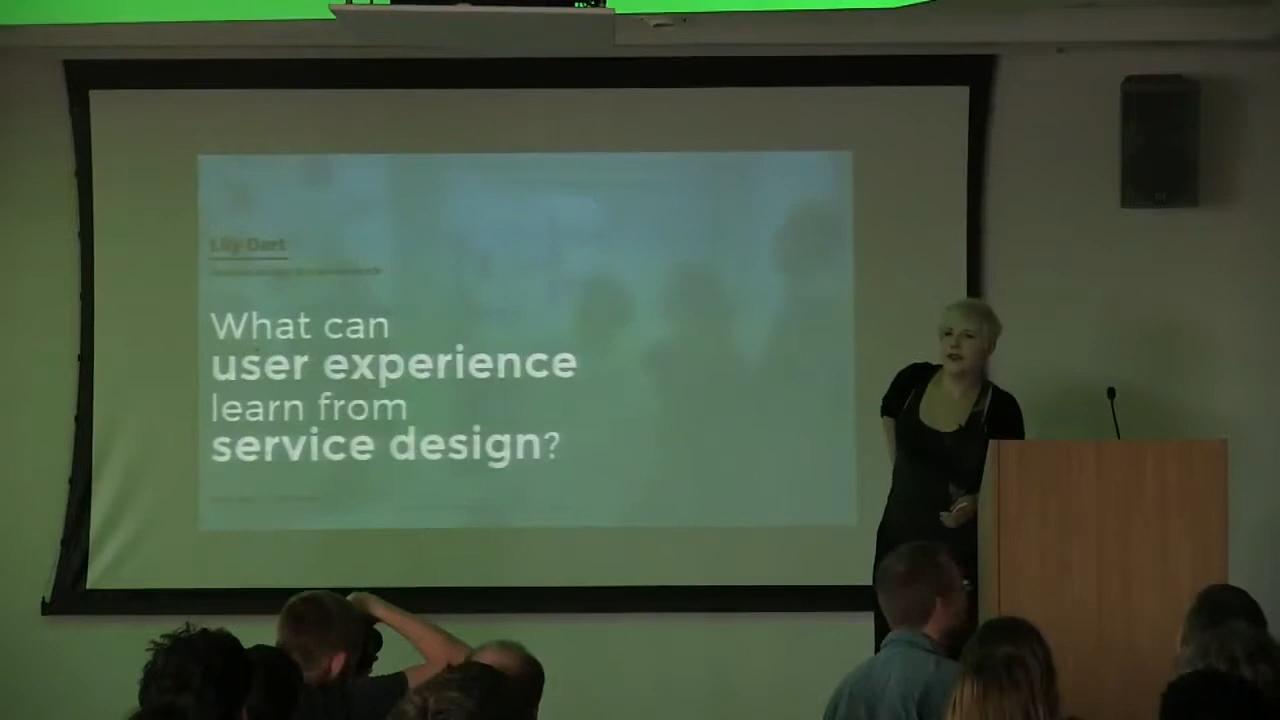 Lily Dart
What can
user experience
learn from
service design?